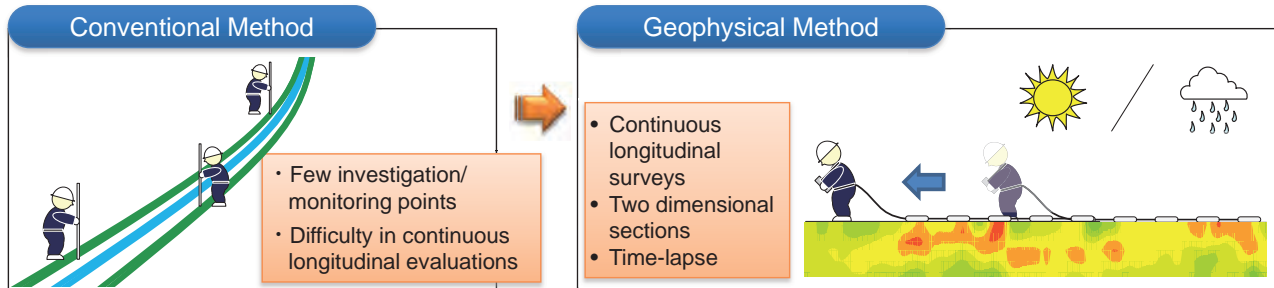 Conventional Method
・Few investigation/
monitoring points
・Difficulty in continuous
longitudinal evaluations
Geophysical Method
• Continuous
longitudinal
surveys
• Two dimensional
sections
• Time-lapse